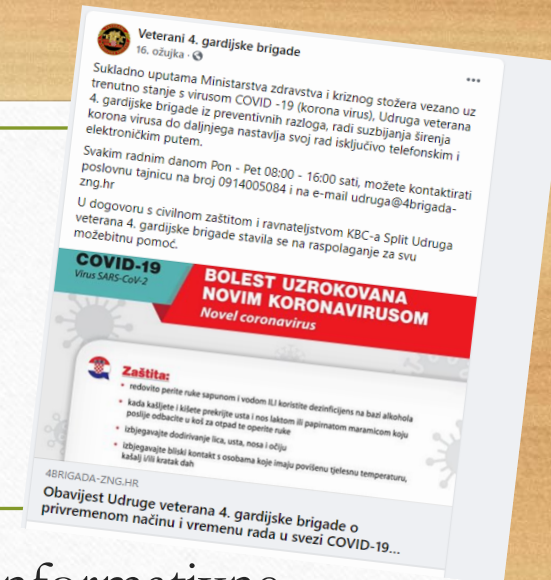 Veterani 4. gardijske brigade
16. ožujka ·
Sukladno uputama Ministarstva zdravstva i kriznog stožera vezano uz
trenutno stanje s virusom COVID -19 (korona virus), Udruga veterana
4. gardijske brigade iz preventivnih razloga, radi suzbijanja širenja
korona virusa do daljnjega nastavlja svoj rad isključivo telefonskim i
elektroničkim putem.
Svakim radnim danom Pon - Pet 08:00 - 16:00 sati, možete kontaktirati
poslovnu tajnicu na broj 0914005084 i na e-mail udruga@4brigada-
zng.hr
U dogovoru s civilnom zaštitom i ravnateljstvom KBC-a Split Udruga
veterana 4. gardijske brigade stavila se na raspolaganje za svu
možebitnu pomoć.
COVID-19
Virus SARS-CoV-2
BOLEST UZROKOVANA
NOVIM KORONAVIRUSOM
Novel coronavirus
Zaštita:
• redovito perite ruke sapunom i vodom ILI koristite dezinficijens na bazi alkohola
• kada kašljete i kišete prekrijte usta i nos laktom ili papirnatom maramicom koju
poslije odbacite u koš za otpad te operite ruke
• izbjegavajte dodirivanje lica, usta, nosa i očiju
• izbjegavajte bliski kontakt s osobama koje imaju povišenu tjelesnu temperaturu,
kašalj i/ili kratak dah
4BRIGADA-ZNG.HR
Obavijest Udruge veterana 4. gardijske brigade o
privremenom načinu i vremenu rada u svezi COVID-19...